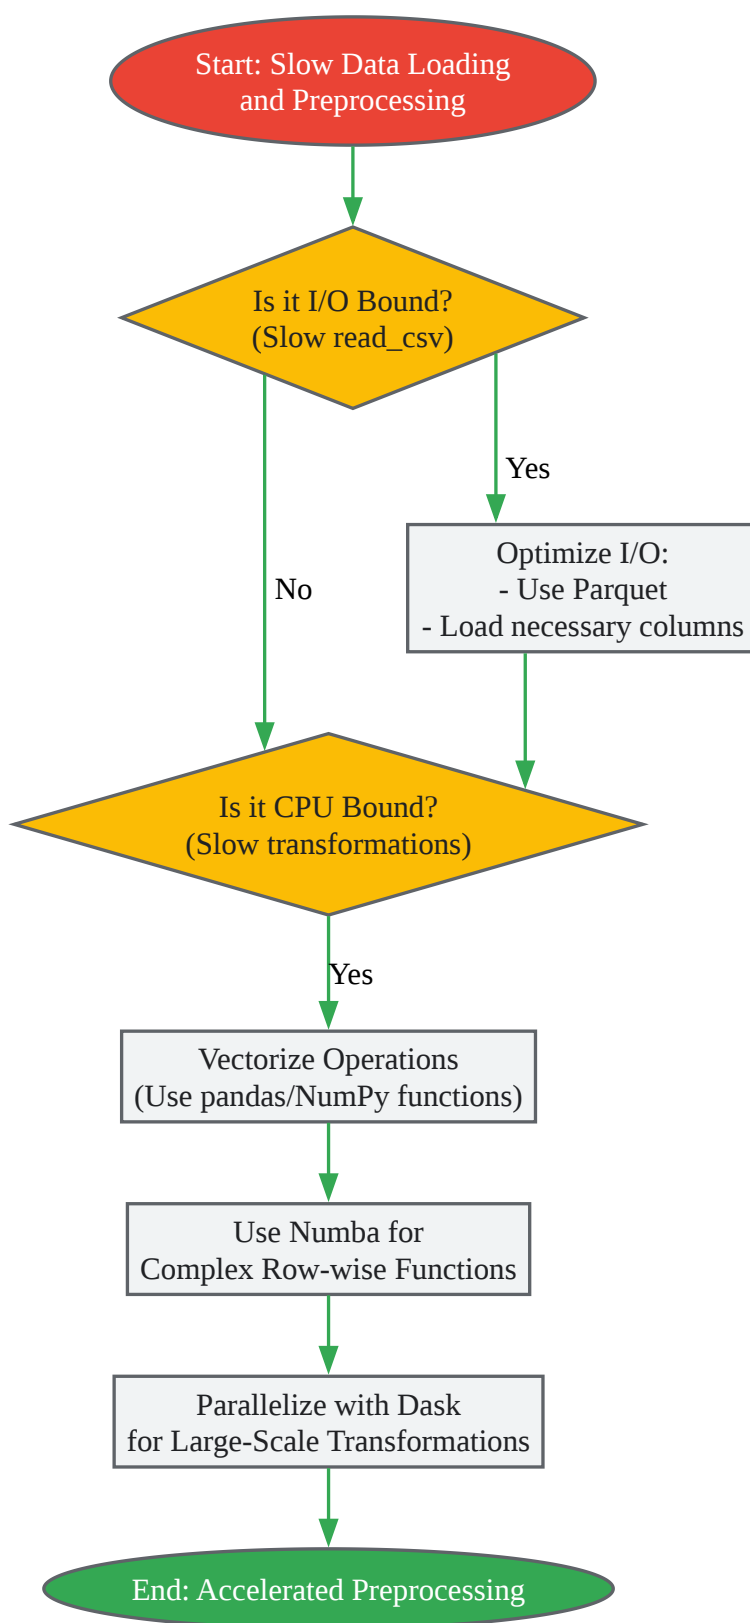 Start: Slow Data Loading
and Preprocessing
Is it I/O Bound?
(Slow read_csv)
Yes
Optimize I/O:
- Use Parquet
- Load necessary columns
No
Is it CPU Bound?
(Slow transformations)
Yes
Vectorize Operations
(Use pandas/NumPy functions)
Use Numba for
Complex Row-wise Functions
Parallelize with Dask
for Large-Scale Transformations
End: Accelerated Preprocessing